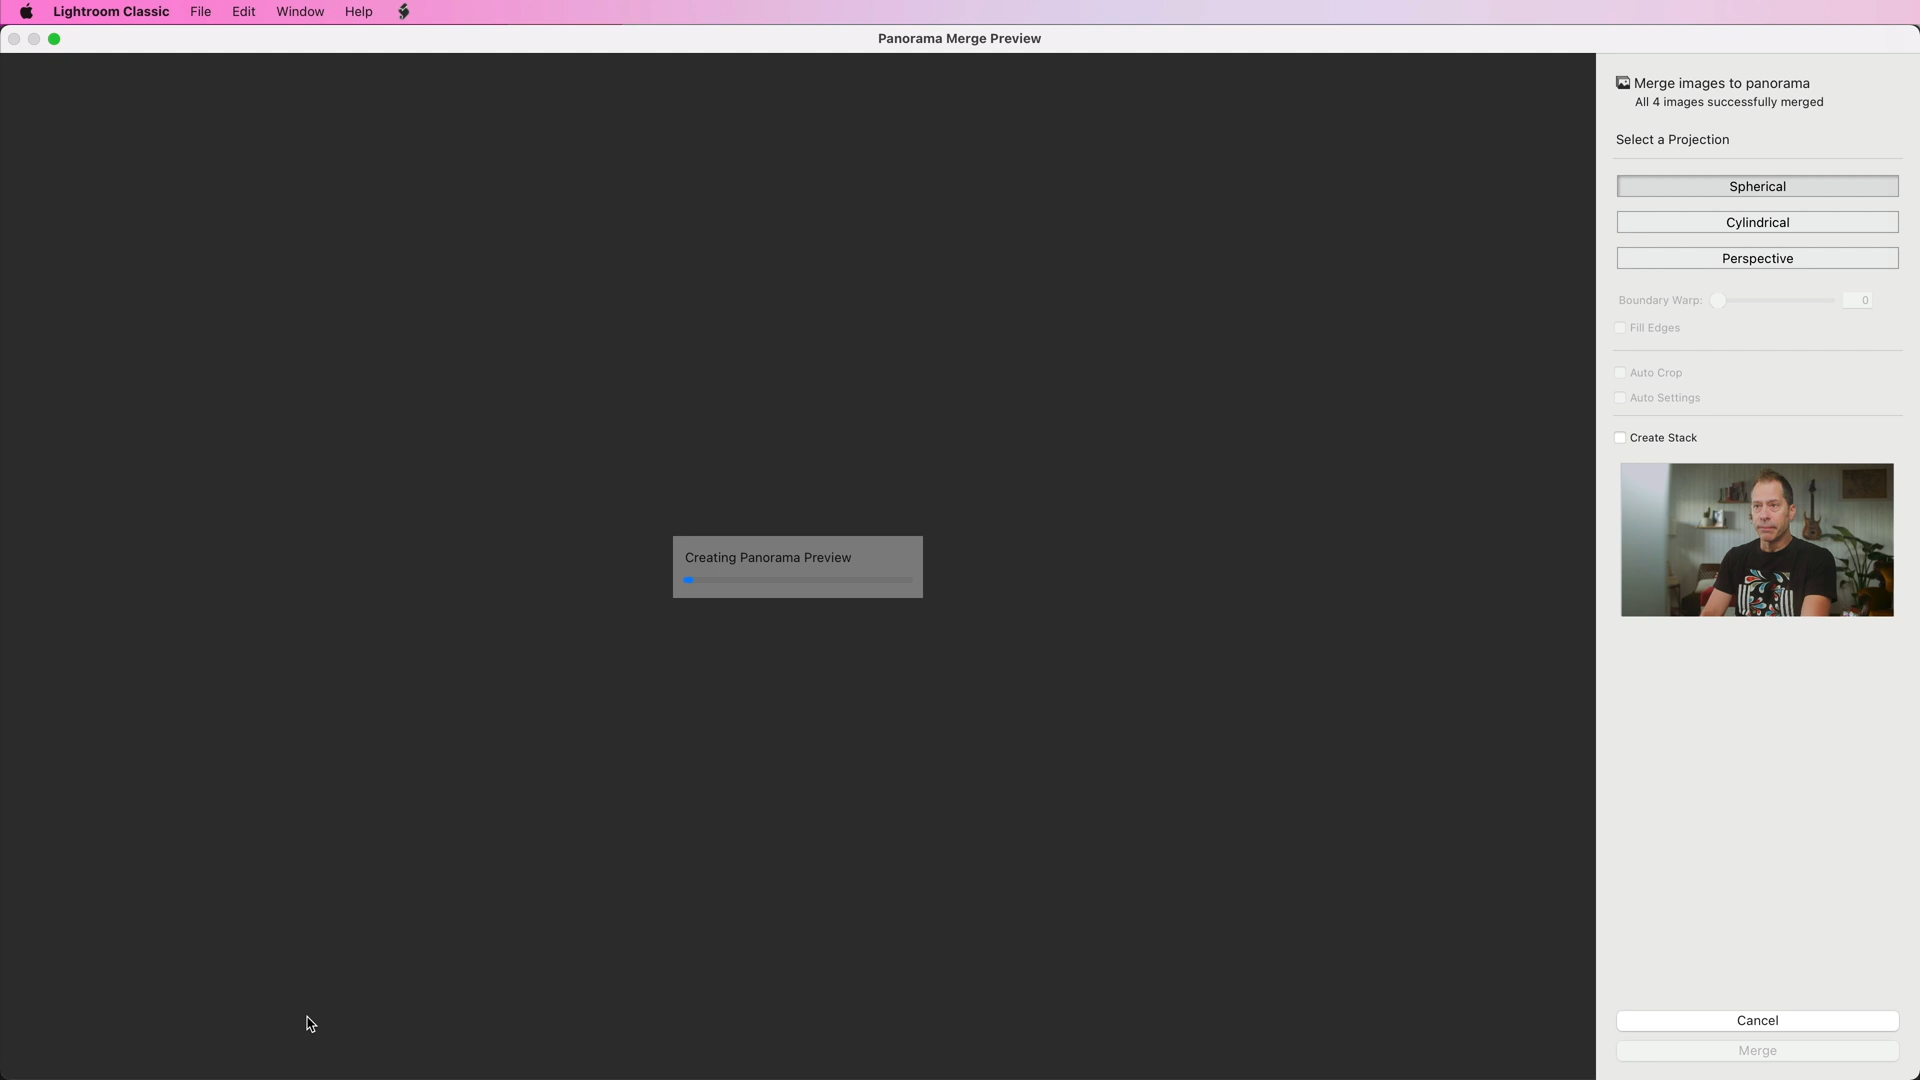 Lightroom Classic File Edit Window Help
Panorama Merge Preview
Merge images to panorama
All 4 images successfully merged
Select a Projection
Spherical
Cylindrical
Perspective
Boundary Warp: 0
Fill Edges
Auto Crop
Auto Settings
Create Stack
Creating Panorama Preview
Cancel
Merge